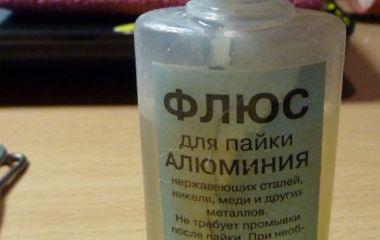 ФЛЮС
для пайки
АЛЮМИНИЯ
нержавеющих сталей,
никеля, меди и других
металлов.
Не требует промывки
после пайки. При необ-